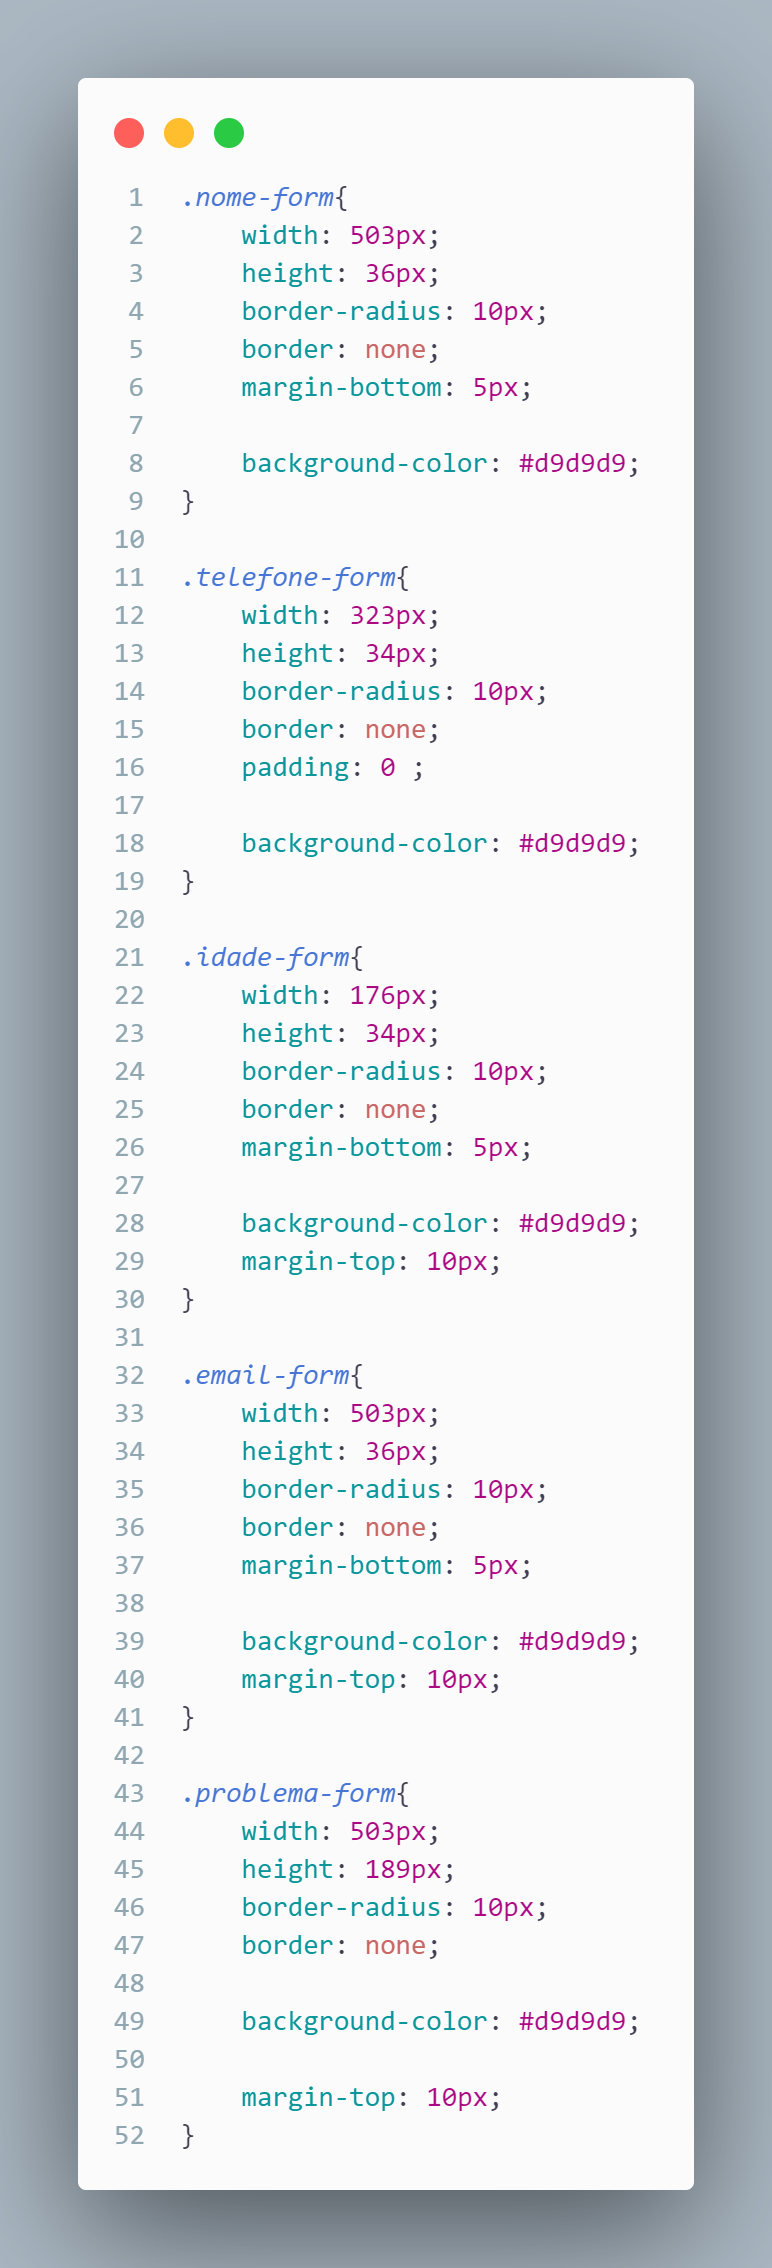 1 .nome-form{
2     width: 503px;
3     height: 36px;
4     border-radius: 10px;
5     border: none;
6     margin-bottom: 5px;
7
8     background-color: #d9d9d9;
9 }
10
11 .telefone-form{
12     width: 323px;
13     height: 34px;
14     border-radius: 10px;
15     border: none;
16     padding: 0 ;
17
18     background-color: #d9d9d9;
19 }
20
21 .idade-form{
22     width: 176px;
23     height: 34px;
24     border-radius: 10px;
25     border: none;
26     margin-bottom: 5px;
27
28     background-color: #d9d9d9;
29     margin-top: 10px;
30 }
31
32 .email-form{
33     width: 503px;
34     height: 36px;
35     border-radius: 10px;
36     border: none;
37     margin-bottom: 5px;
38
39     background-color: #d9d9d9;
40     margin-top: 10px;
41 }
42
43 .problema-form{
44     width: 503px;
45     height: 189px;
46     border-radius: 10px;
47     border: none;
48
49     background-color: #d9d9d9;
50
51     margin-top: 10px;
52 }